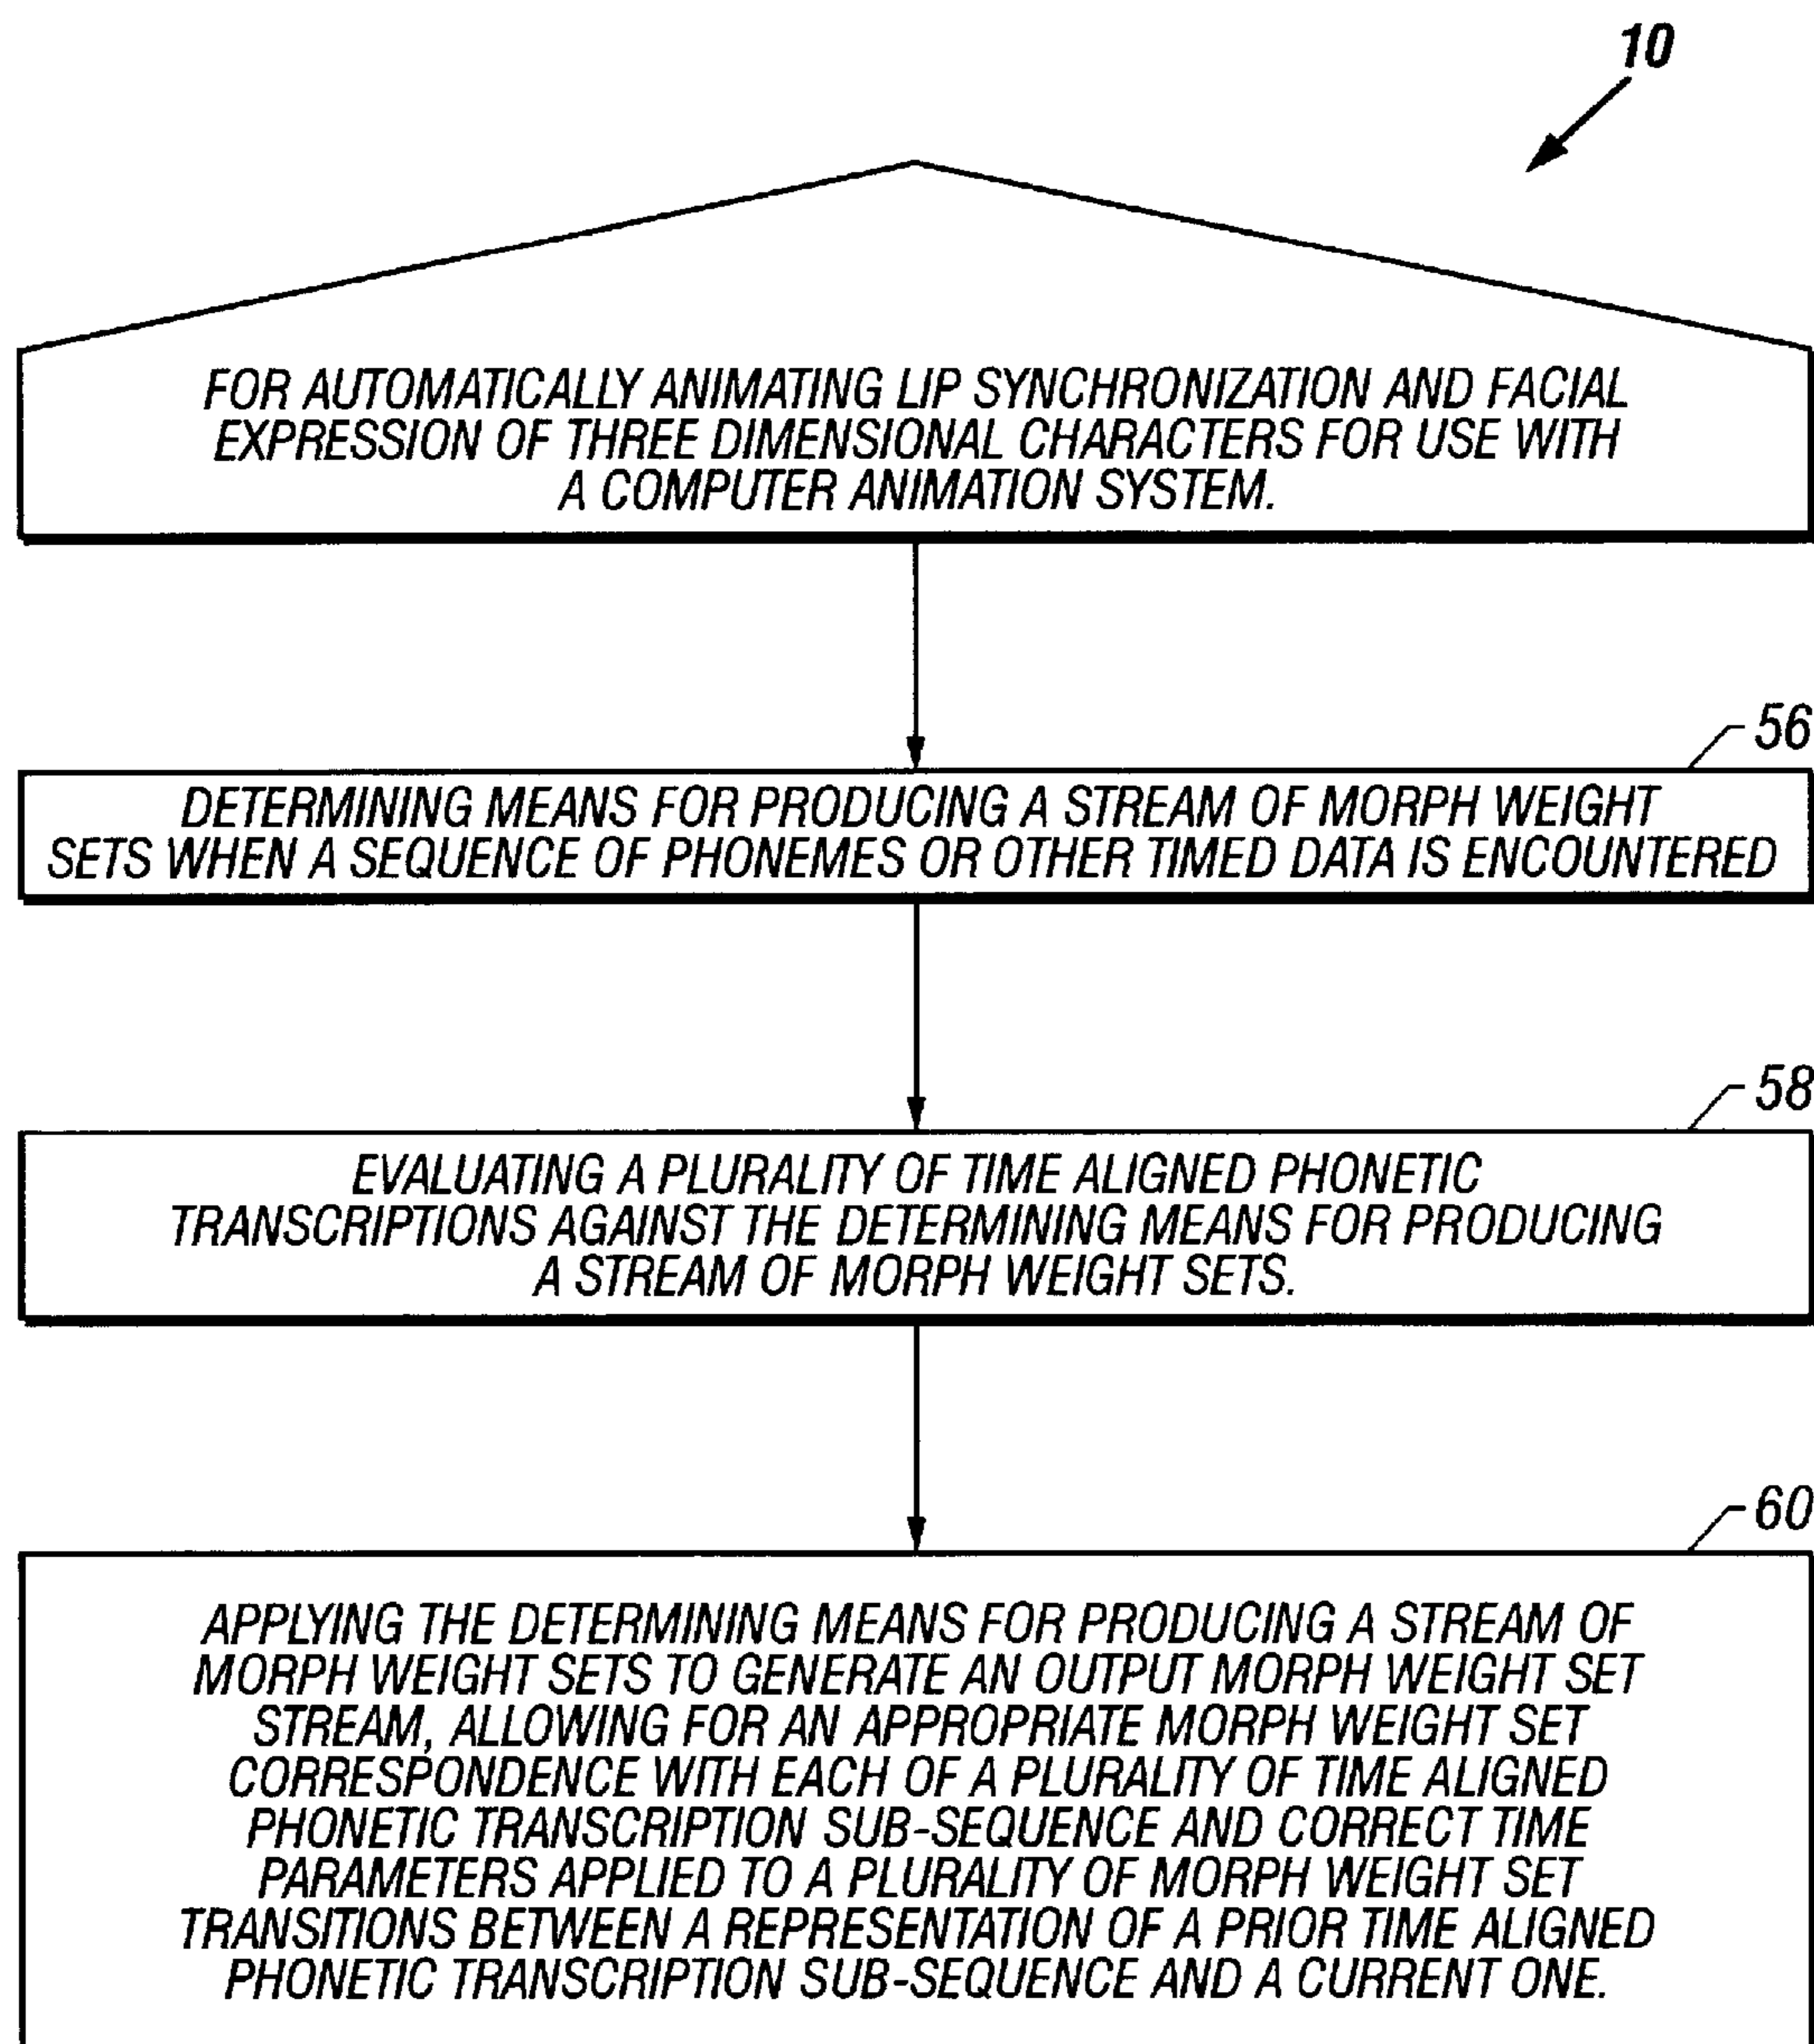 10
FOR AUTOMATICALLY ANIMATING LIP SYNCHRONIZATION AND FACIAL
EXPRESSION OF THREE DIMENSIONAL CHARACTERS FOR USE WITH
A COMPUTER ANIMATION SYSTEM.
56
DETERMINING MEANS FOR PRODUCING A STREAM OF MORPH WEIGHT
SETS WHEN A SEQUENCE OF PHONEMES OR OTHER TIMED DATA IS ENCOUNTERED
58
EVALUATING A PLURALITY OF TIME ALIGNED PHONETIC
TRANSCRIPTIONS AGAINST THE DETERMINING MEANS FOR PRODUCING
A STREAM OF MORPH WEIGHT SETS.
60
APPLYING THE DETERMINING MEANS FOR PRODUCING A STREAM OF
MORPH WEIGHT SETS TO GENERATE AN OUTPUT MORPH WEIGHT SET
STREAM, ALLOWING FOR AN APPROPRIATE MORPH WEIGHT SET
CORRESPONDENCE WITH EACH OF A PLURALITY OF TIME ALIGNED
PHONETIC TRANSCRIPTION SUB-SEQUENCE AND CORRECT TIME
PARAMETERS APPLIED TO A PLURALITY OF MORPH WEIGHT SET
TRANSITIONS BETWEEN A REPRESENTATION OF A PRIOR TIME ALIGNED
PHONETIC TRANSCRIPTION SUB-SEQUENCE AND A CURRENT ONE.